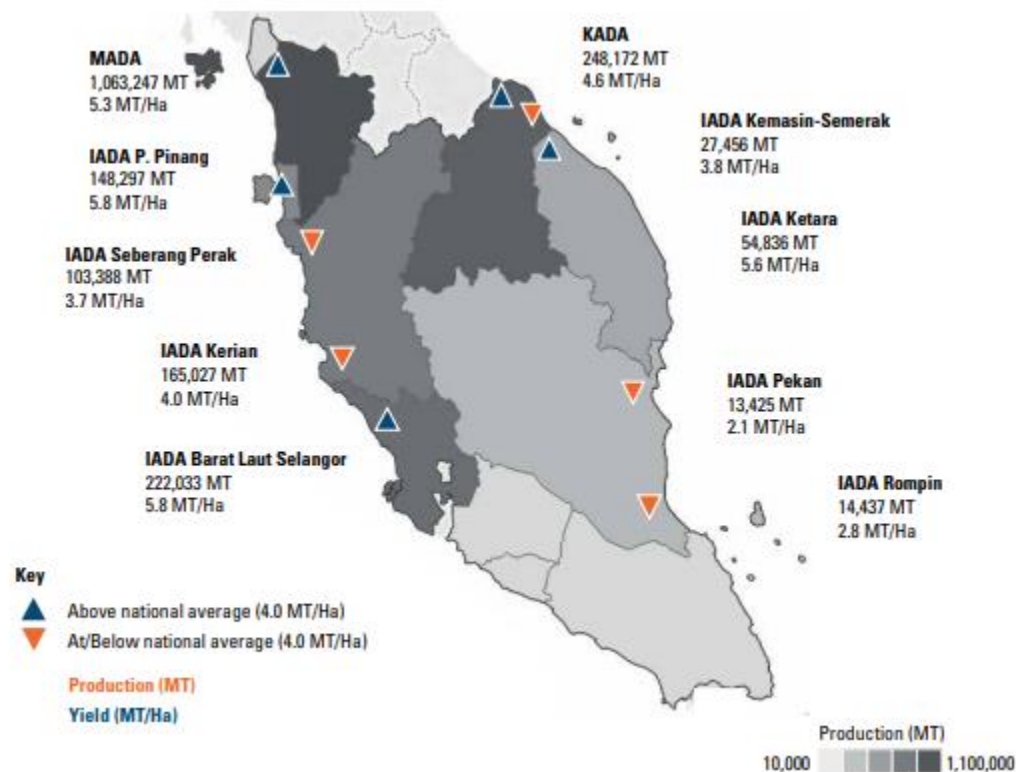 MADA
1,063,247 MT
5.3 MT/Ha
KADA
248,172 MT
4.6 MT/Ha
IADA Kemasin-Semerak
27,456 MT
3.8 MT/Ha
IADA P. Pinang
148,297 MT
5.8 MT/Ha
IADA Ketara
54,836 MT
5.6 MT/Ha
IADA Seberang Perak
103,388 MT
3.7 MT/Ha
IADA Kerian
165,027 MT
4.0 MT/Ha
IADA Pekan
13,425 MT
2.1 MT/Ha
IADA Barat Laut Selangor
222,033 MT
5.8 MT/Ha
IADA Rompin
14,437 MT
2.8 MT/Ha
Key
Above national average (4.0 MT/Ha)
At/Below national average (4.0 MT/Ha)
Production (MT)
Yield (MT/Ha)
Production (MT)
10,000 1,100,000